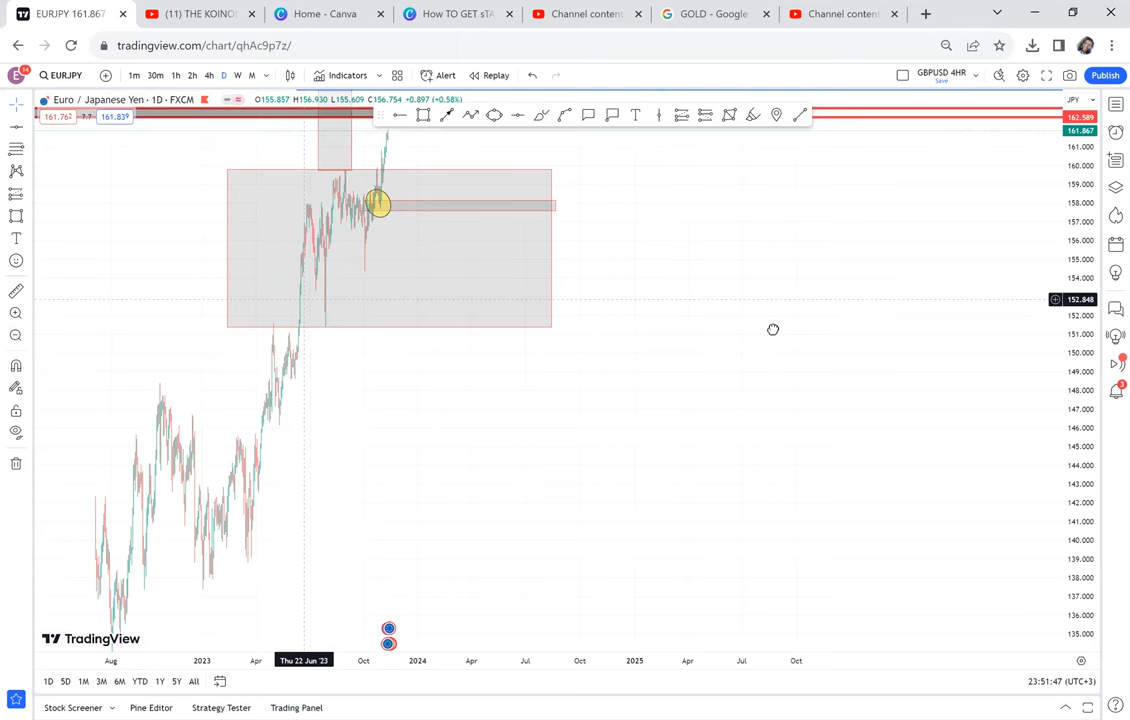 EURJPY 161.867
(11) THE KOINO
Home - Canva
How TO GET sTA
Channel conten
GOLD - Google
Channel conten
tradingview.com/chart/qhAc9p7z/
E
14
EURJPY
1m 30m 1h 2h 4h D W M
Indicators
Alert
Replay
GBPUSD 4HR
Save
Publish
Euro / Japanese Yen · 1D · FXCM
O155.857 H156.930 L155.609 C156.754 +0.897 (+0.58%)
161.762 7.7 161.839
JPY
162.589
161.867
161.000
160.000
159.000
158.000
157.000
156.000
155.000
154.000
152.848
152.000
151.000
150.000
149.000
148.000
147.000
146.000
145.000
144.000
143.000
142.000
141.000
140.000
139.000
138.000
137.000
136.000
135.000
TradingView
Aug 2023 Apr Thu 22 Jun '23 Oct 2024 Apr Jul Oct 2025 Apr Jul Oct
1D 5D 1M 3M 6M YTD 1Y 5Y All
23:51:47 (UTC+3)
Stock Screener
Pine Editor
Strategy Tester
Trading Panel
3